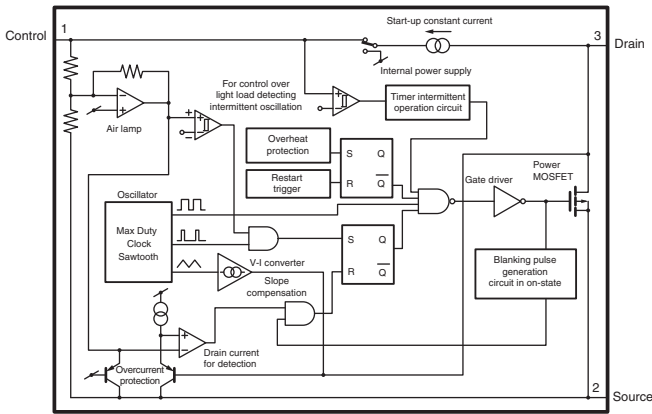 Start-up constant current
Control
1
3
Drain
Internal power supply
For control over
light load detecting
intermittent oscillation
Timer intermittent
operation circuit
Air lamp
+
−
+
−
+
Overheat
protection
S
Q
R
Q
Restart
trigger
Gate driver
Power
MOSFET
Oscillator
Max Duty
Clock
Sawtooth
S
Q
R
Q
V-I converter
Slope
compensation
Blanking pulse
generation
circuit in on-state
+
−
Drain current
for detection
Overcurrent
protection
2
Source